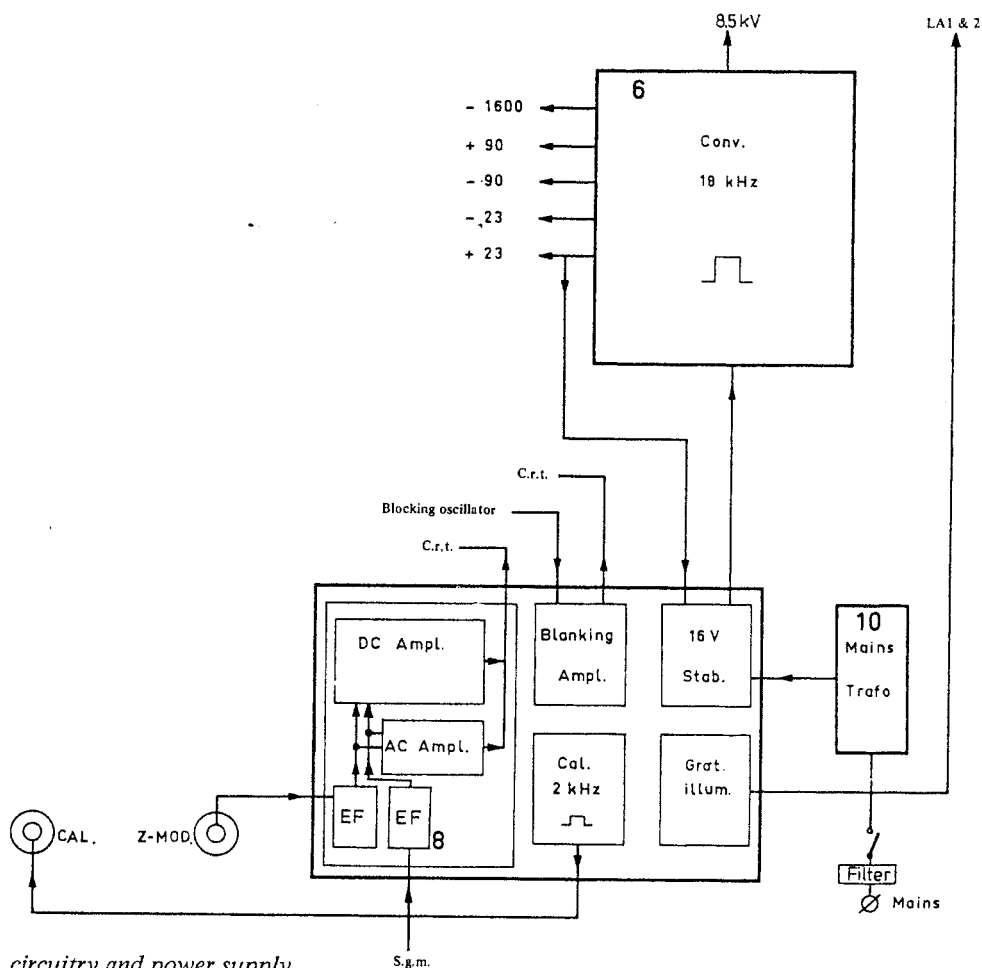 8.5kV
LA1 & 2
6
- 1600
+ 90
- 90
- 23
+ 23
Conv.
18 kHz
C.r.t.
Blocking oscillator
C.r.t.
DC Ampl.
AC Ampl.
EF
EF
8
Blanking
Ampl.
16 V
Stab.
10
Mains
Trafo
Cal.
2 kHz
Grat.
illum.
CAL.
Z-MOD.
Filter
Mains
S.g.m.
circuitry and power supply